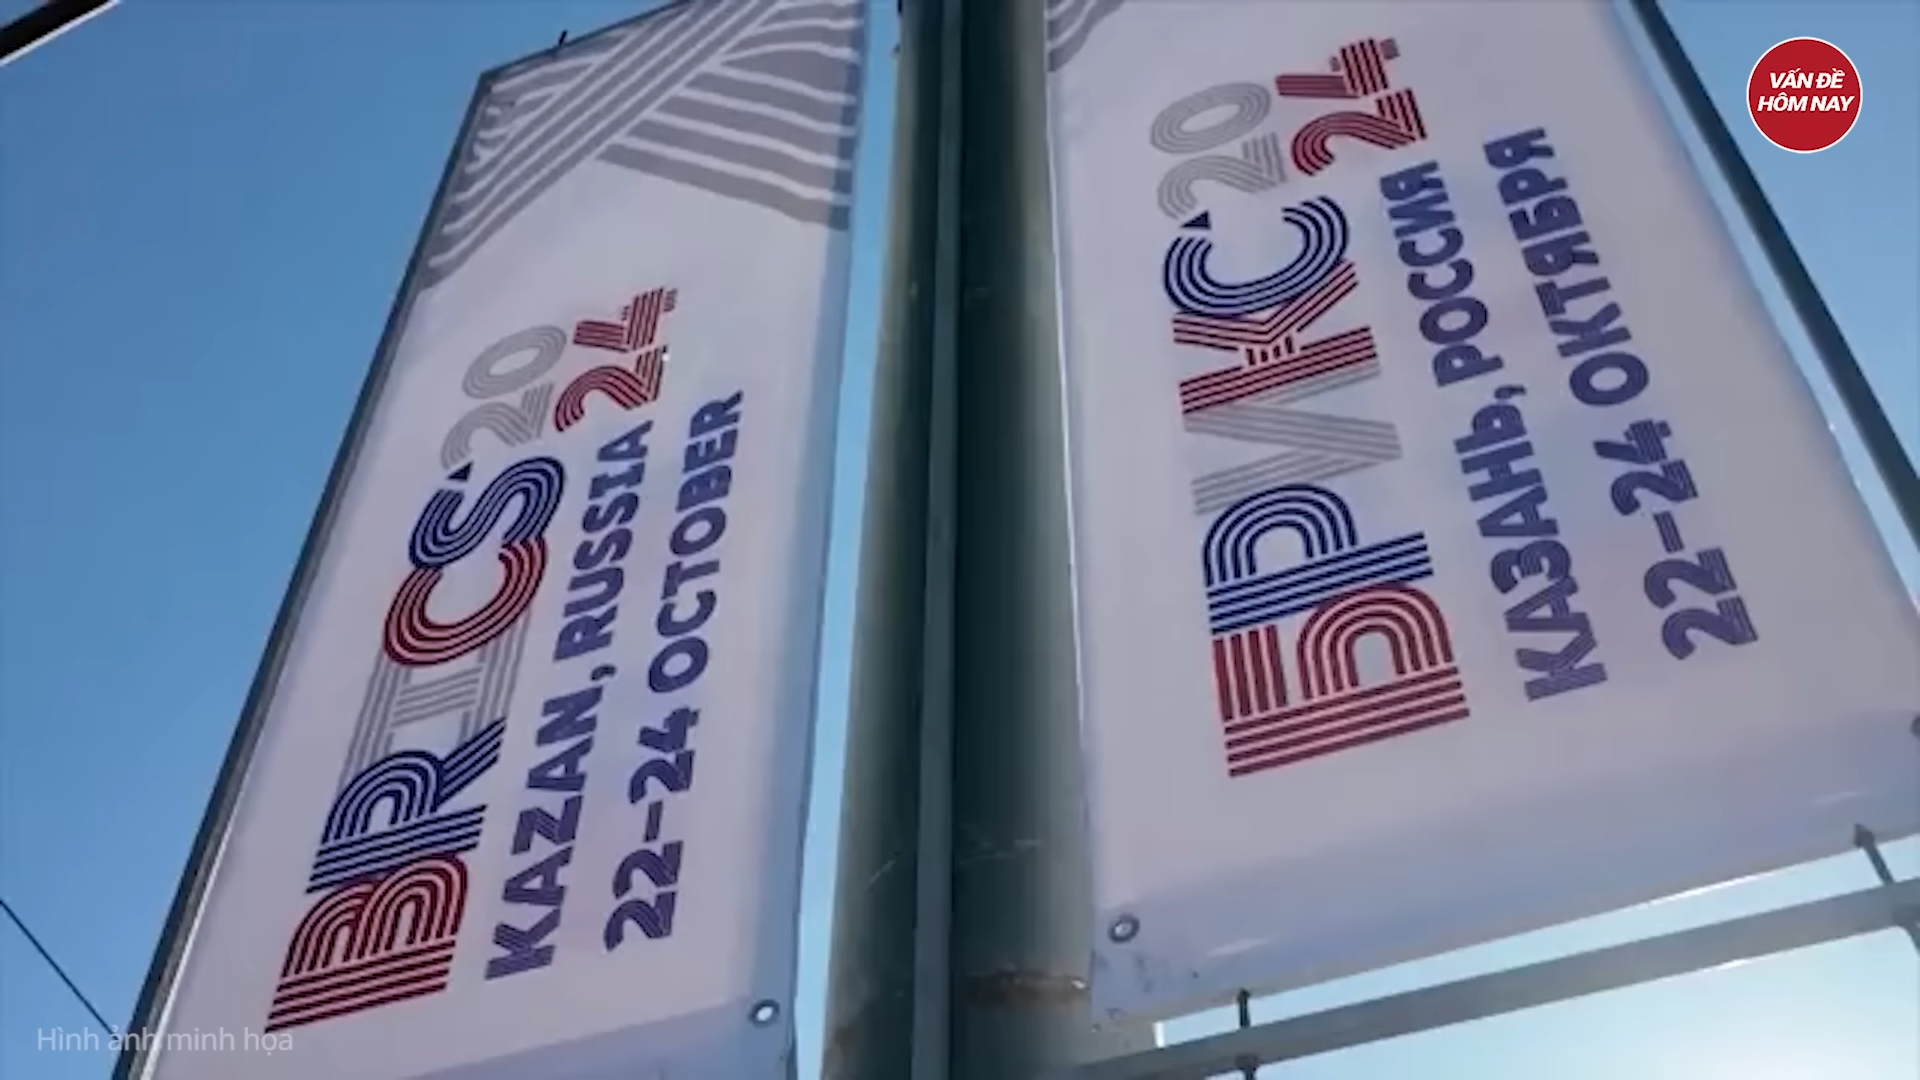 BRICS 2024
KAZAN, RUSSIA
22–24 OCTOBER
БРИКС 2024
КАЗАНЬ, РОССИЯ
22–24 ОКТЯБРЯ
VẤN ĐỀ
HÔM NAY
Hình ảnh minh họa